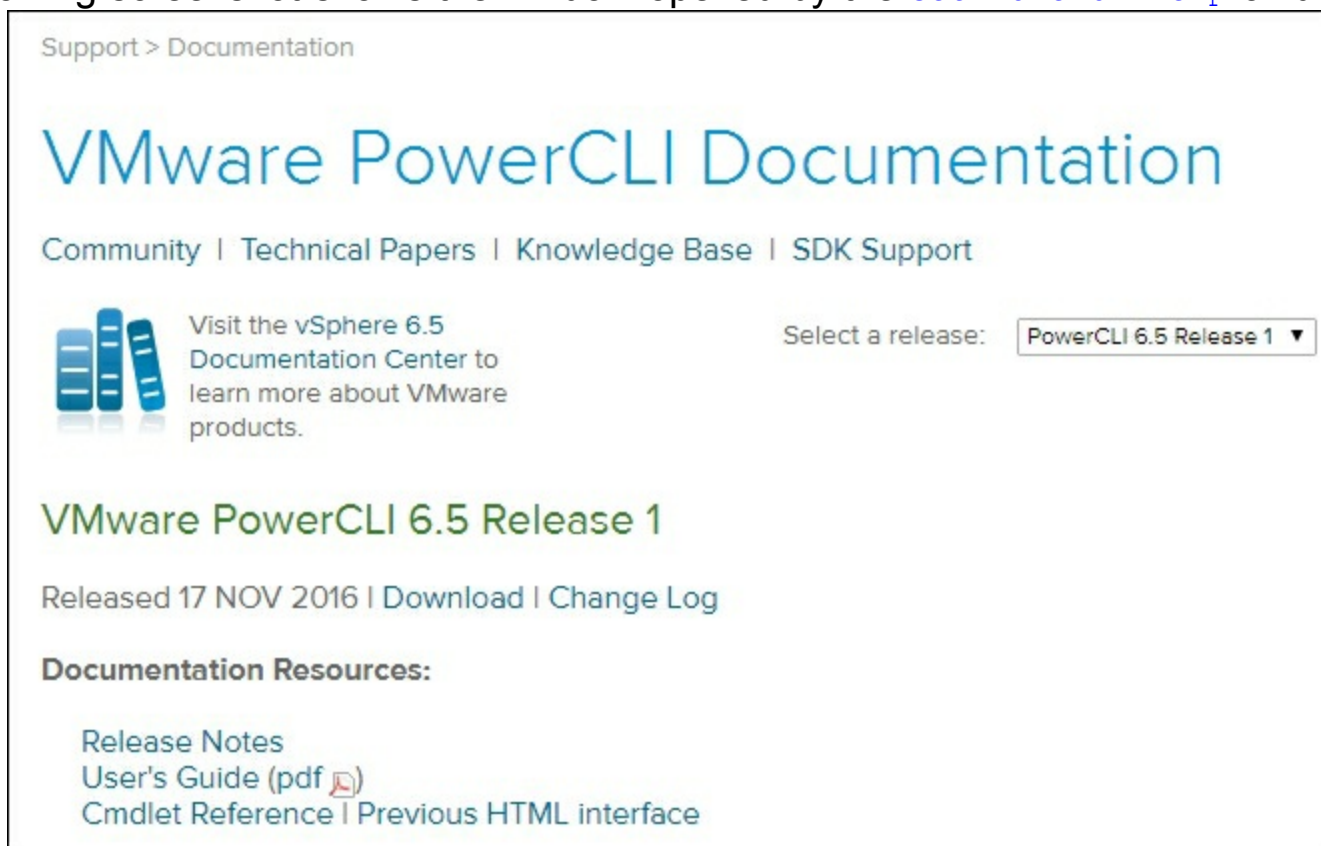 Support > Documentation
VMware PowerCLI Documentation
Community | Technical Papers | Knowledge Base | SDK Support
Visit the vSphere 6.5
Documentation Center to
learn more about VMware
products.
Select a release: PowerCLI 6.5 Release 1
VMware PowerCLI 6.5 Release 1
Released 17 NOV 2016 | Download | Change Log
Documentation Resources:
Release Notes
User's Guide (pdf)
Cmdlet Reference | Previous HTML interface